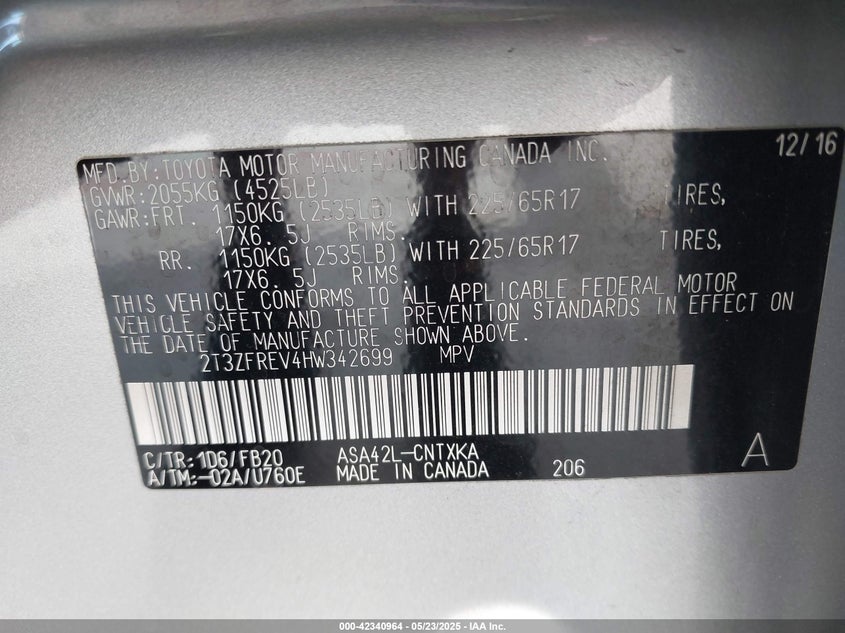 MFD. BY: TOYOTA MOTOR MANUFACTURING CANADA INC. 12/16
GVWR: 2055KG (4525LB)
GAWR: FRT. 1150KG (2535LB) WITH 225/65R17 TIRES,
17X6. 5J RIMS.
RR. 1150KG (2535LB) WITH 225/65R17 TIRES,
17X6. 5J RIMS.
THIS VEHICLE CONFORMS TO ALL APPLICABLE FEDERAL MOTOR
VEHICLE SAFETY AND THEFT PREVENTION STANDARDS IN EFFECT ON
THE DATE OF MANUFACTURE SHOWN ABOVE.
2T3ZFREV4HW342699 MPV
C/TR: 1D6/FB20 ASA42L-CNTXKA
A/TM: -02A/U760E MADE IN CANADA 206 A
000-42340964 — 05/23/2025 — IAA Inc.